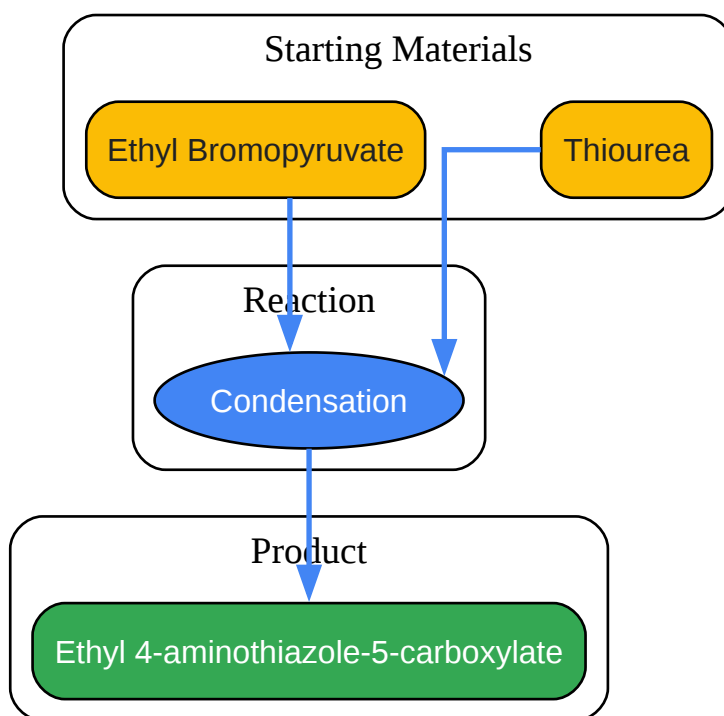 Starting Materials
Ethyl Bromopyruvate
Thiourea
Reaction
Condensation
Product
Ethyl 4-aminothiazole-5-carboxylate